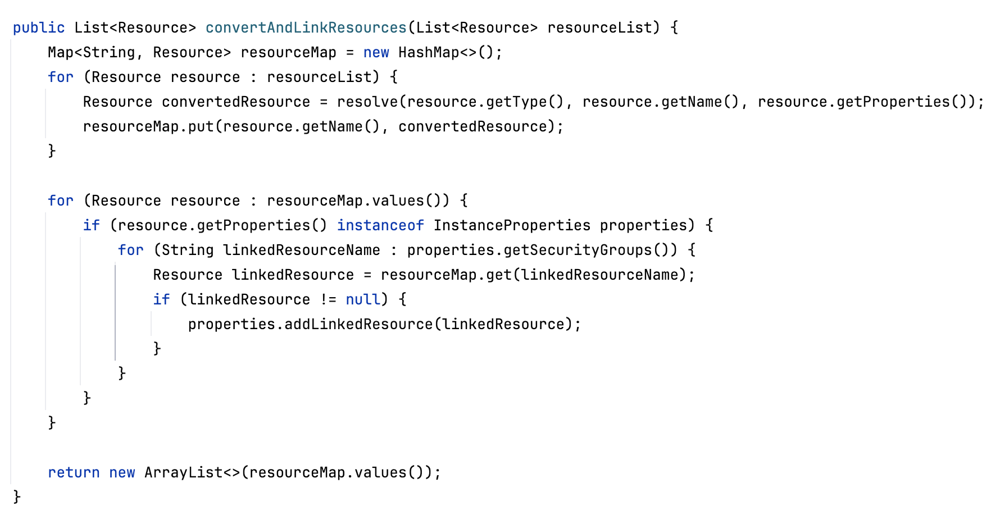 public List<Resource> convertAndLinkResources(List<Resource> resourceList) {
    Map<String, Resource> resourceMap = new HashMap<>();
    for (Resource resource : resourceList) {
        Resource convertedResource = resolve(resource.getType(), resource.getName(), resource.getProperties());
        resourceMap.put(resource.getName(), convertedResource);
    }

    for (Resource resource : resourceMap.values()) {
        if (resource.getProperties() instanceof InstanceProperties properties) {
            for (String linkedResourceName : properties.getSecurityGroups()) {
                Resource linkedResource = resourceMap.get(linkedResourceName);
                if (linkedResource != null) {
                    properties.addLinkedResource(linkedResource);
                }
            }
        }
    }

    return new ArrayList<>(resourceMap.values());
}